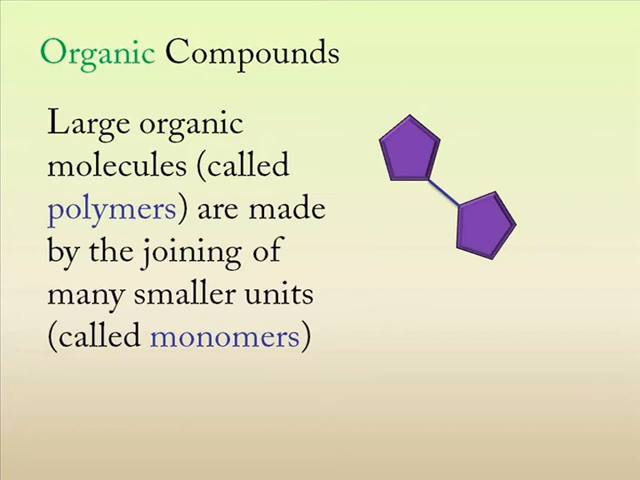 Organic Compounds
Large organic
molecules (called
polymers) are made
by the joining of
many smaller units
(called monomers)